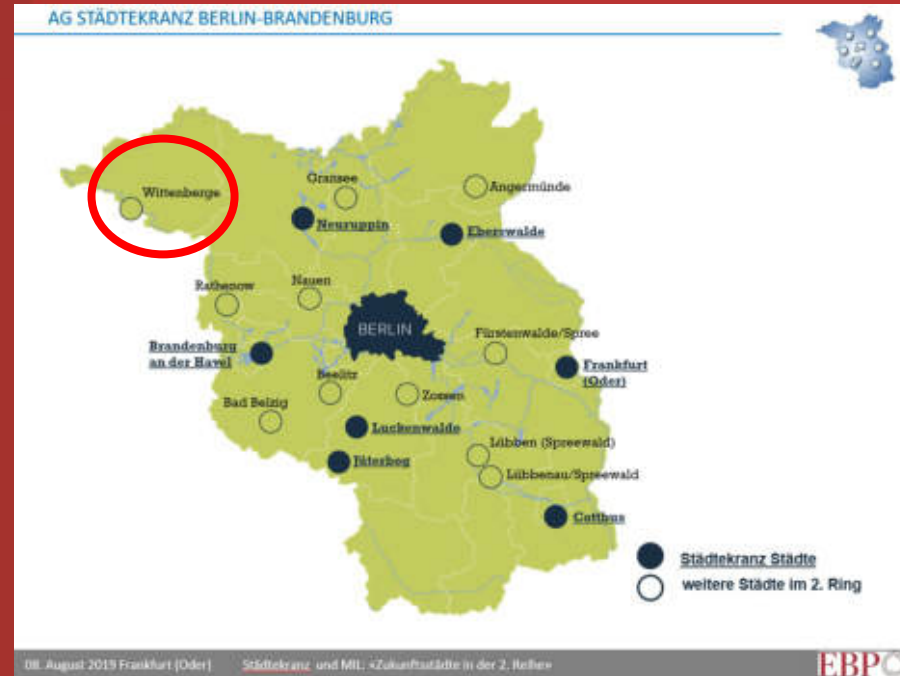 AG STÄDTEKRANZ BERLIN-BRANDENBURG
Wittenberge
Gransee
Angermünde
Neuruppin
Eberswalde
Rathenow
Nauen
BERLIN
Fürstenwalde/Spree
Brandenburg
an der Havel
Frankfurt
(Oder)
Beelitz
Zossen
Bad Belzig
Luckenwalde
Lübben (Spreewald)
Jüterbog
Lübbenau/Spreewald
Cottbus
Städtekranz Städte
weitere Städte im 2. Ring
08. August 2019 Frankfurt (Oder) Städtekranz und MIL: «Zukunftsstädte in der 2. Reihe»
EBP